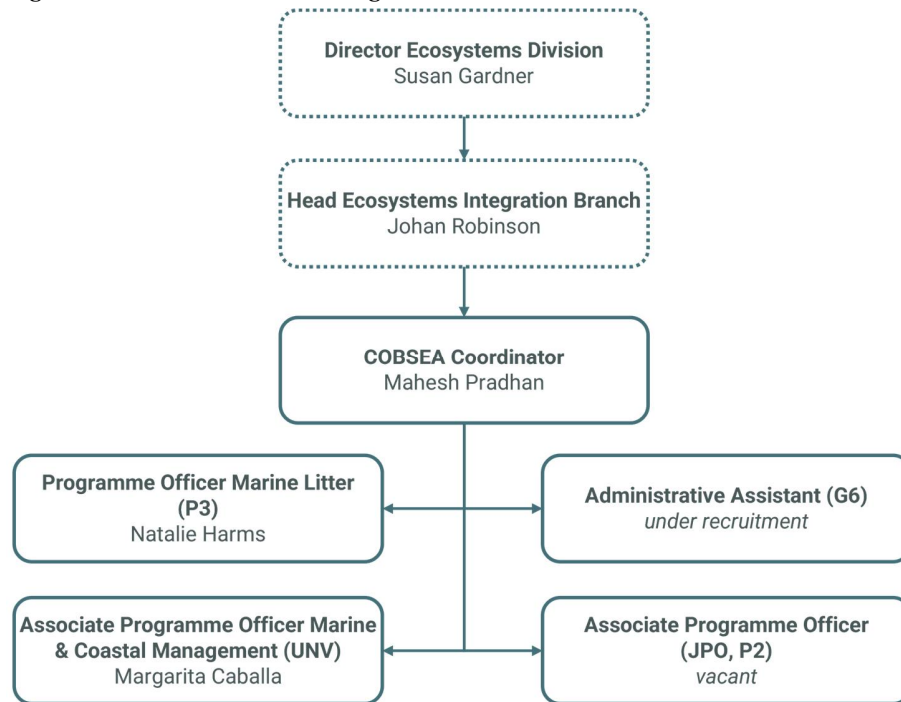 Director Ecosystems Division
Susan Gardner
Head Ecosystems Integration Branch
Johan Robinson
COBSEA Coordinator
Mahesh Pradhan
Programme Officer Marine Litter
(P3)
Natalie Harms
Administrative Assistant (G6)
under recruitment
Associate Programme Officer Marine
& Coastal Management (UNV)
Margarita Caballa
Associate Programme Officer
(JPO, P2)
vacant